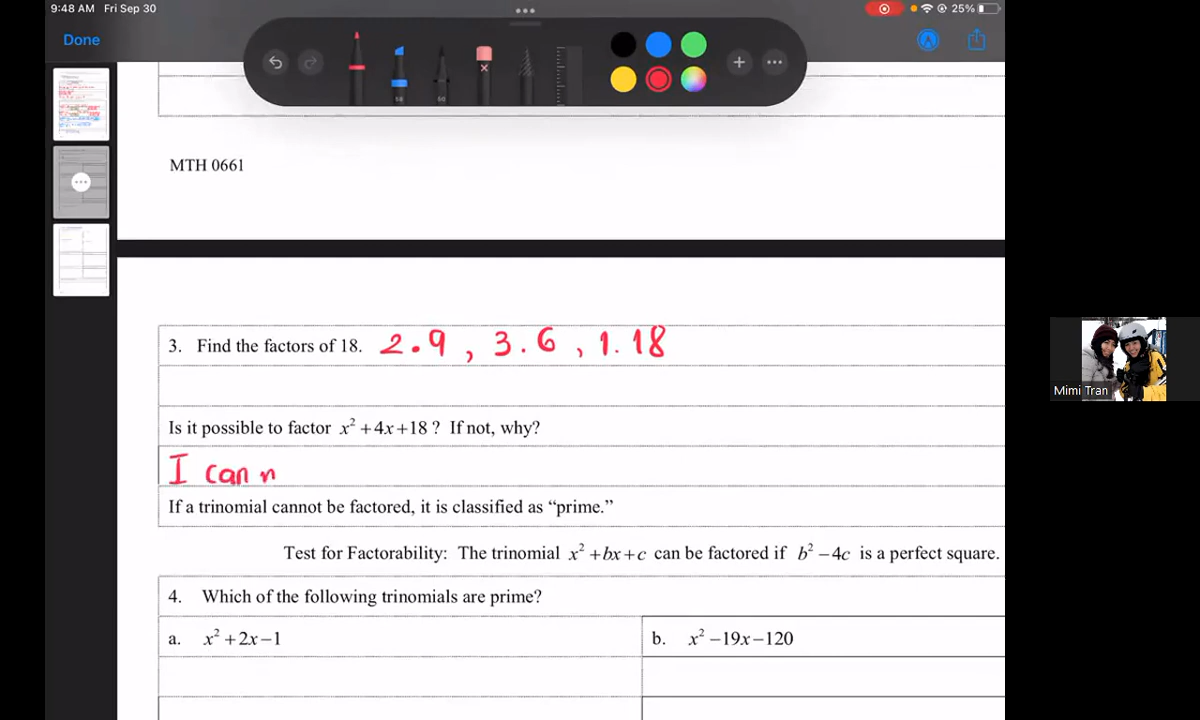 9:48 AM Fri Sep 30
25%
Done
MTH 0661
3. Find the factors of 18. 2.9, 3.6, 1.18
Is it possible to factor x² + 4x + 18 ? If not, why?
I can n
If a trinomial cannot be factored, it is classified as “prime.”
Test for Factorability: The trinomial x² + bx + c can be factored if b² – 4c is a perfect square.
4. Which of the following trinomials are prime?
a. x² + 2x – 1
b. x² – 19x – 120
Mimi Tran